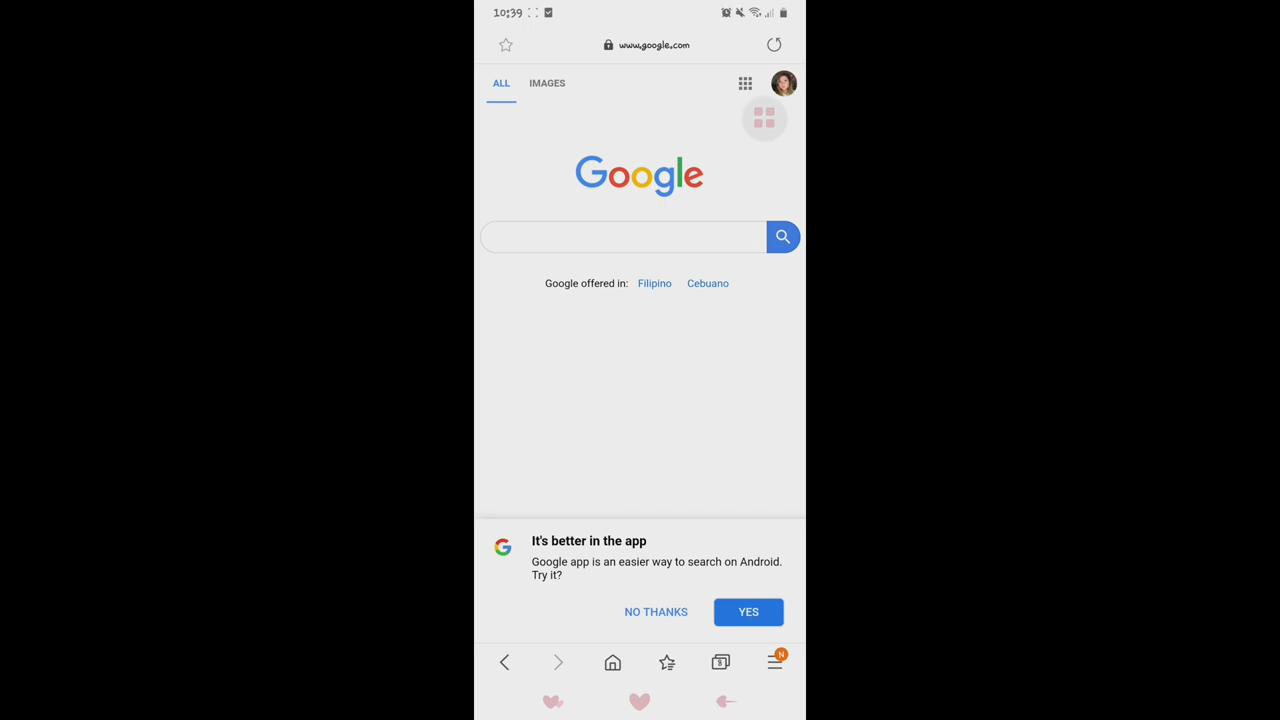 10:39
www.google.com
ALL IMAGES
Google
Google offered in: Filipino Cebuano
It's better in the app
Google app is an easier way to search on Android.
Try it?
NO THANKS YES
8
N